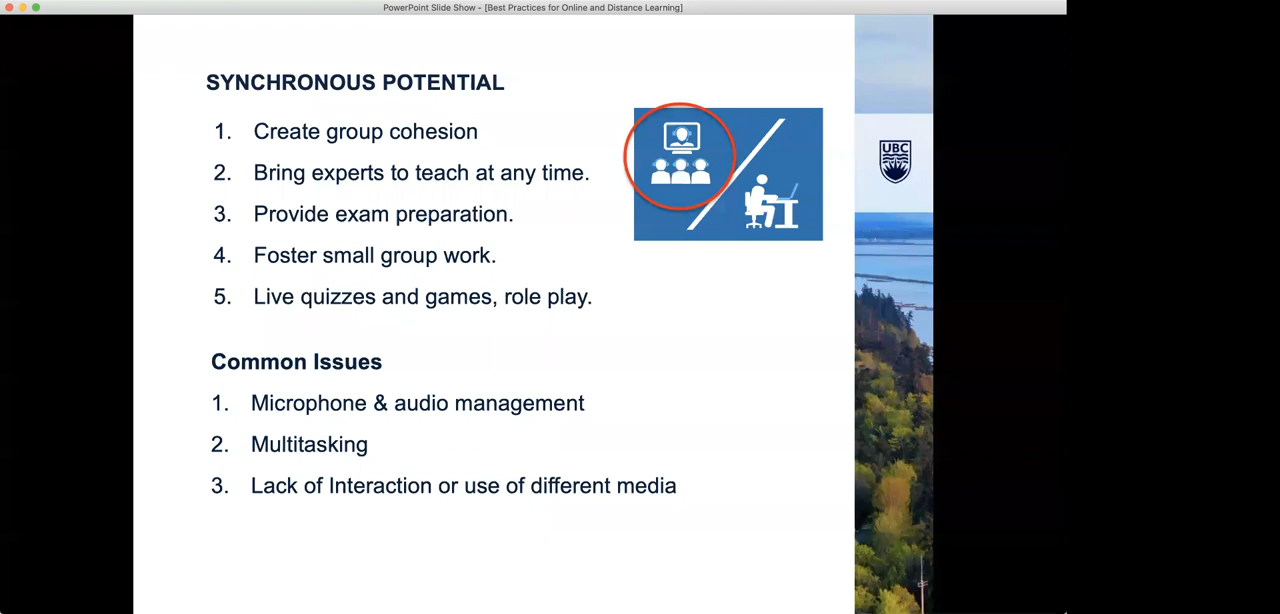 PowerPoint Slide Show - [Best Practices for Online and Distance Learning]
SYNCHRONOUS POTENTIAL
1. Create group cohesion
2. Bring experts to teach at any time.
3. Provide exam preparation.
4. Foster small group work.
5. Live quizzes and games, role play.
UBC
Common Issues
1. Microphone & audio management
2. Multitasking
3. Lack of Interaction or use of different media